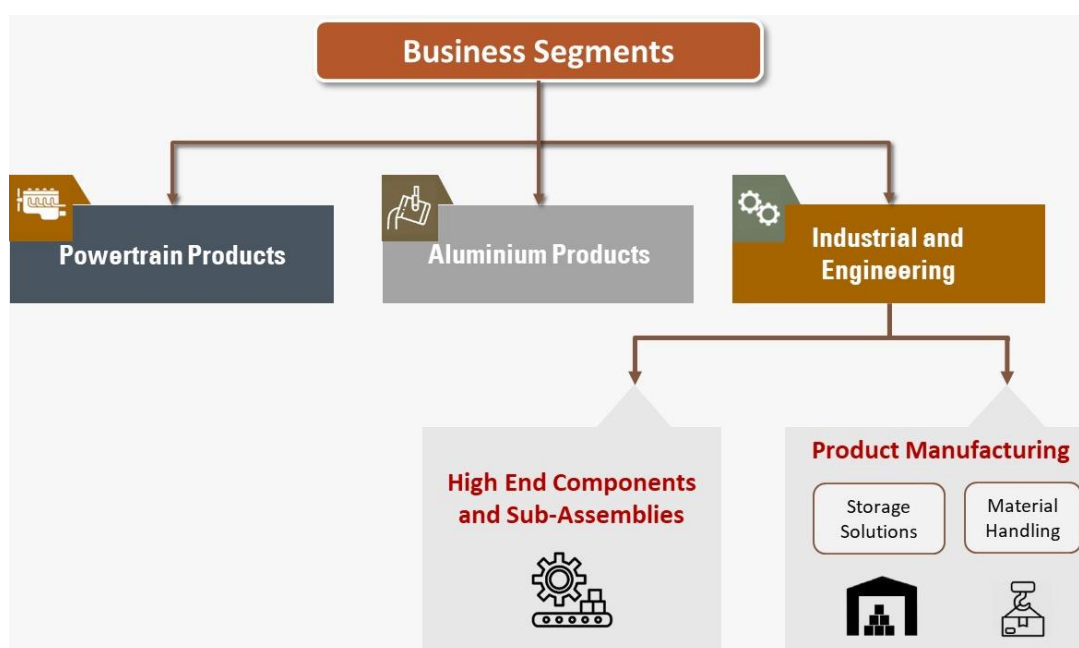 Business Segments
Powertrain Products
Aluminium Products
Industrial and
Engineering
High End Components
and Sub-Assemblies
Product Manufacturing
Storage
Solutions
Material
Handling